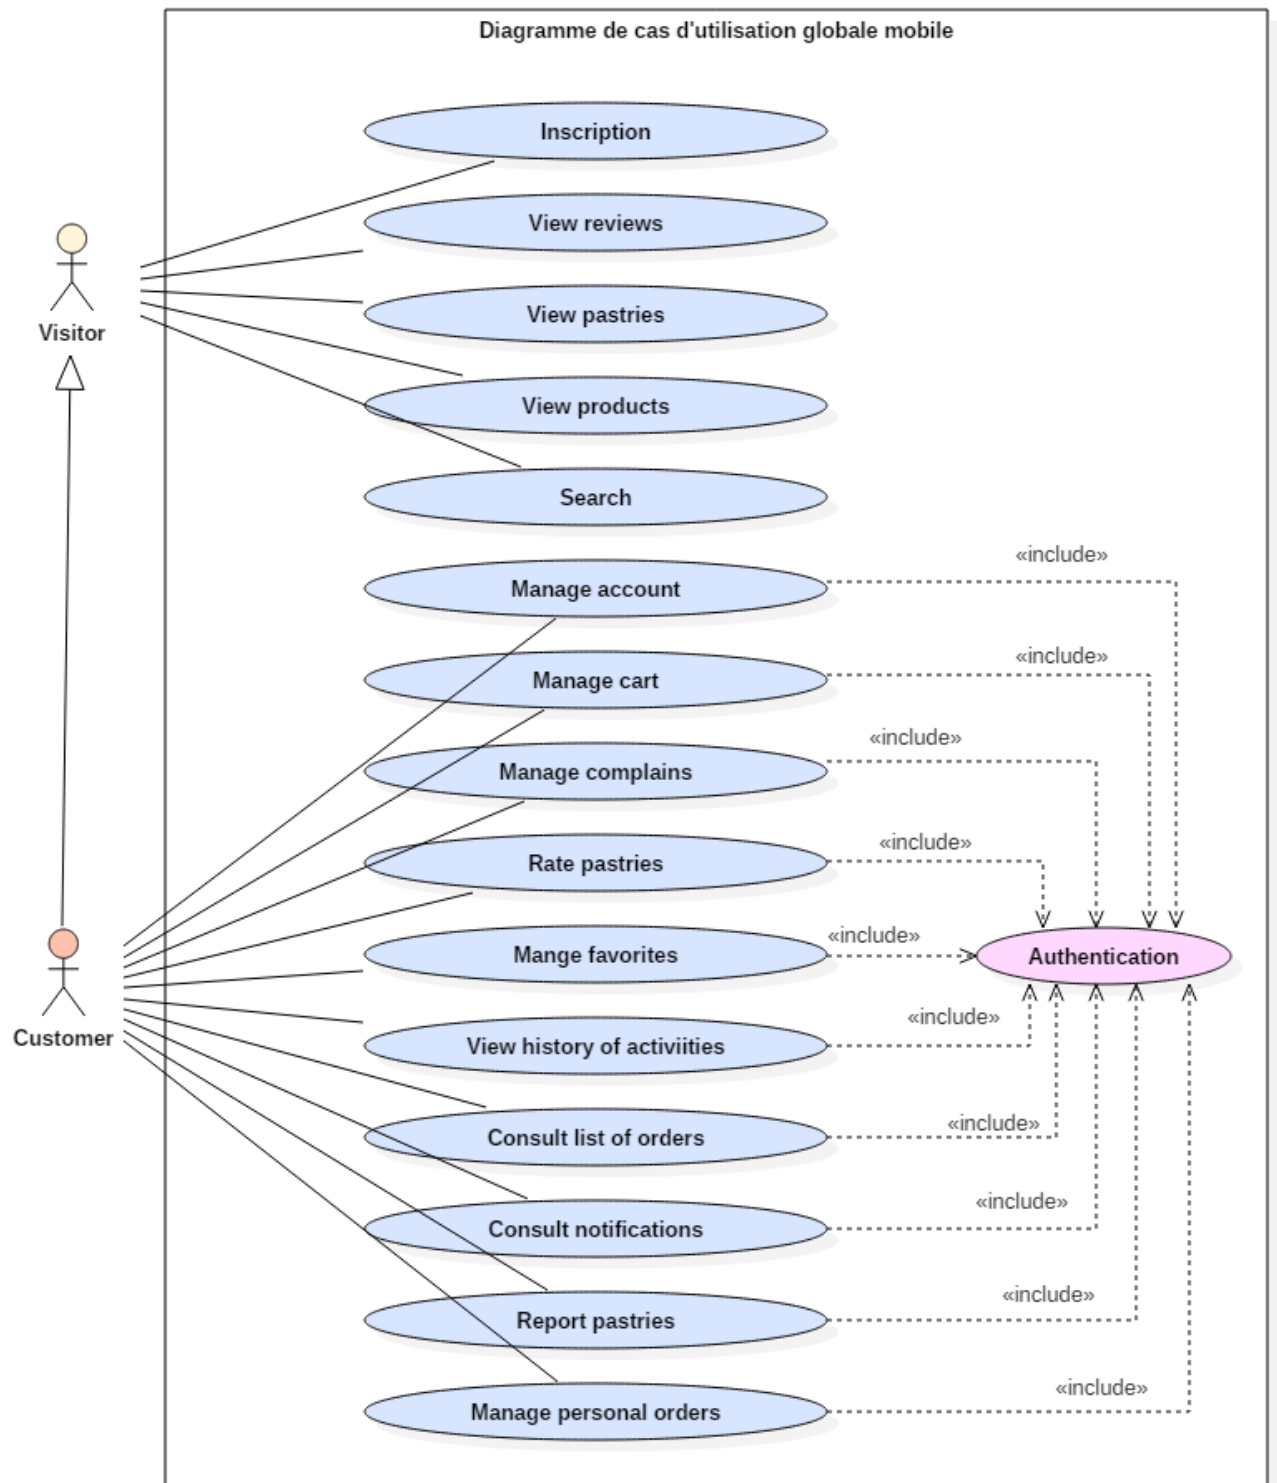 Diagramme de cas d'utilisation globale mobile
Inscription
View reviews
Visitor
View pastries
View products
Search
«include»
Manage account
«include»
Manage cart
«include»
Manage complains
«include»
Rate pastries
«include»
Mange favorites
Authentication
«include»
Customer
View history of activiities
«include»
Consult list of orders
«include»
Consult notifications
«include»
Report pastries
«include»
Manage personal orders